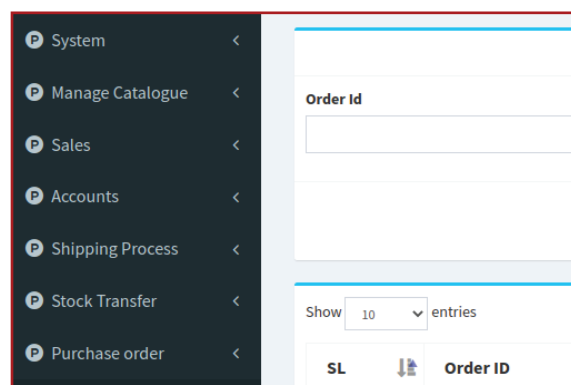 System
Manage Catalogue
Sales
Accounts
Shipping Process
Stock Transfer
Purchase order
Order Id
Show 10 entries
SL Order ID